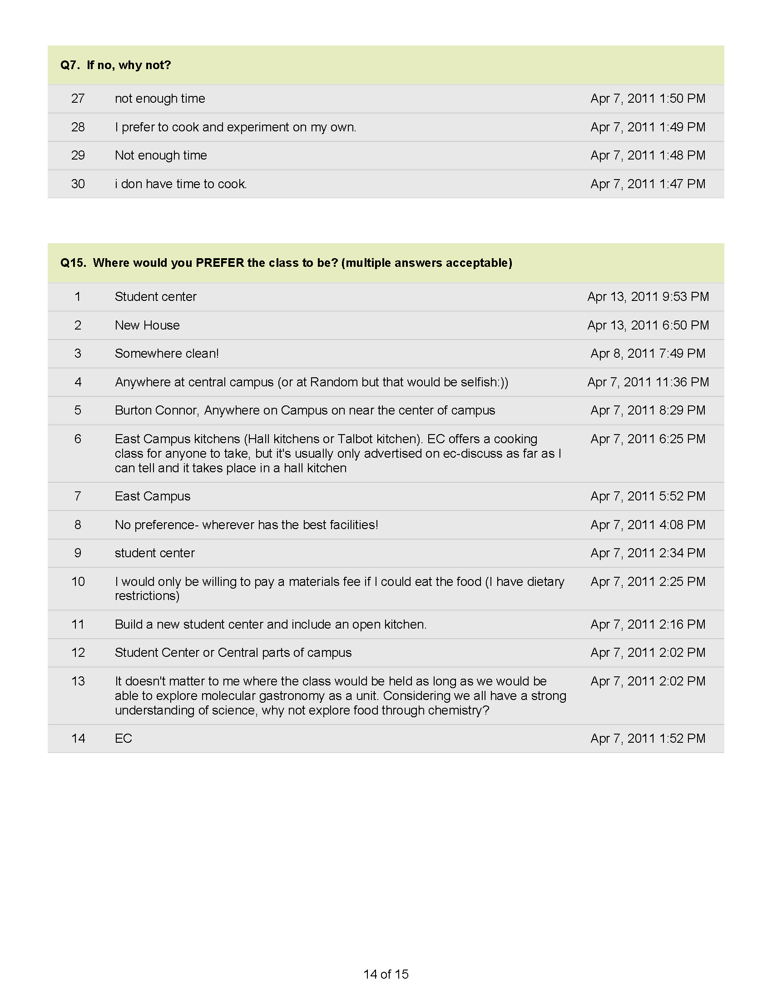 Q7. If no, why not?
27 not enough time Apr 7, 2011 1:50 PM
28 I prefer to cook and experiment on my own. Apr 7, 2011 1:49 PM
29 Not enough time Apr 7, 2011 1:48 PM
30 i don have time to cook. Apr 7, 2011 1:47 PM
Q15. Where would you PREFER the class to be? (multiple answers acceptable)
1 Student center Apr 13, 2011 9:53 PM
2 New House Apr 13, 2011 6:50 PM
3 Somewhere clean! Apr 8, 2011 7:49 PM
4 Anywhere at central campus (or at Random but that would be selfish:)) Apr 7, 2011 11:36 PM
5 Burton Connor, Anywhere on Campus on near the center of campus Apr 7, 2011 8:29 PM
6 East Campus kitchens (Hall kitchens or Talbot kitchen). EC offers a cooking Apr 7, 2011 6:25 PM
class for anyone to take, but it's usually only advertised on ec-discuss as far as I
can tell and it takes place in a hall kitchen
7 East Campus Apr 7, 2011 5:52 PM
8 No preference- wherever has the best facilities! Apr 7, 2011 4:08 PM
9 student center Apr 7, 2011 2:34 PM
10 I would only be willing to pay a materials fee if I could eat the food (I have dietary Apr 7, 2011 2:25 PM
restrictions)
11 Build a new student center and include an open kitchen. Apr 7, 2011 2:16 PM
12 Student Center or Central parts of campus Apr 7, 2011 2:02 PM
13 It doesn't matter to me where the class would be held as long as we would be Apr 7, 2011 2:02 PM
able to explore molecular gastronomy as a unit. Considering we all have a strong
understanding of science, why not explore food through chemistry?
14 EC Apr 7, 2011 1:52 PM
14 of 15